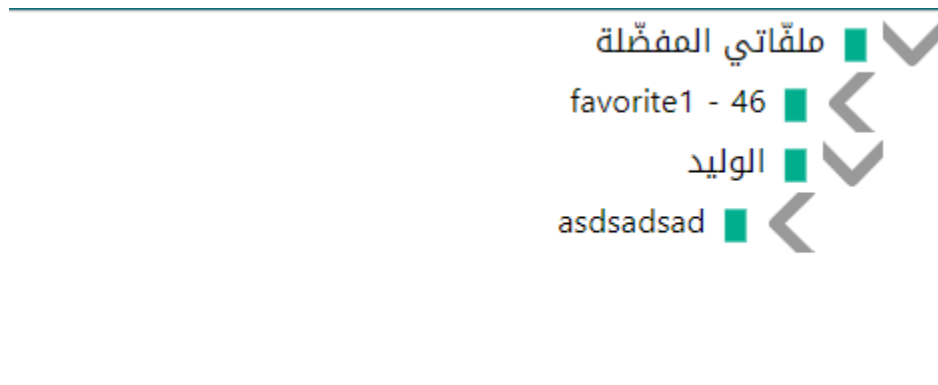 ملفّاتي المفضّلة
favorite1 - 46
الوليد
asdsadsad